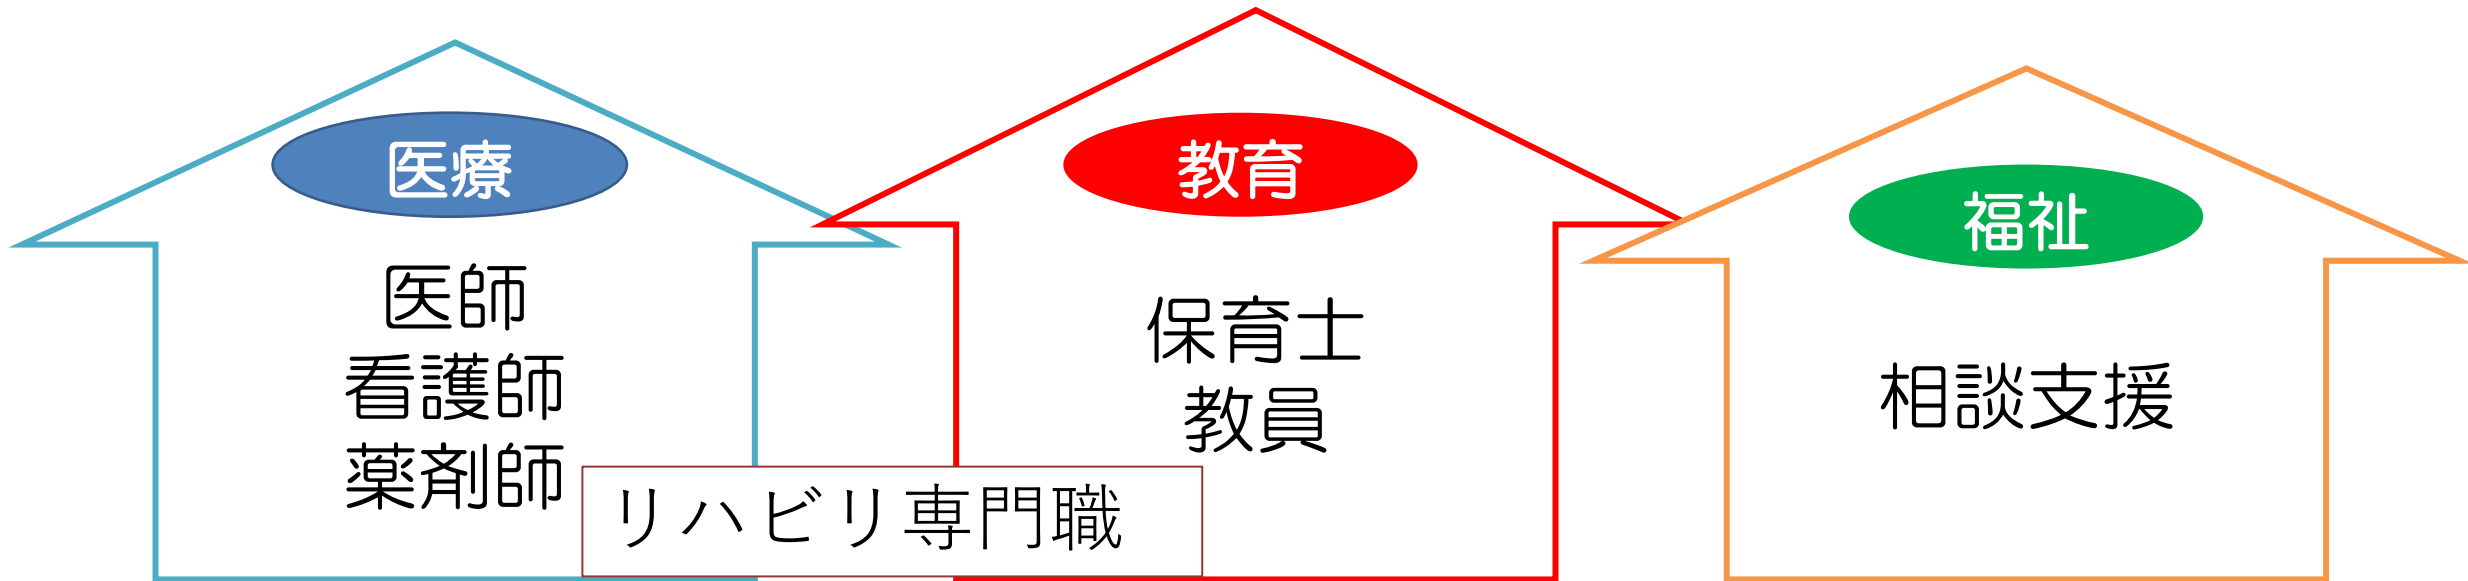 医療
医師
看護師
薬剤師
リハビリ専門職
教育
保育士
教員
福祉
相談支援